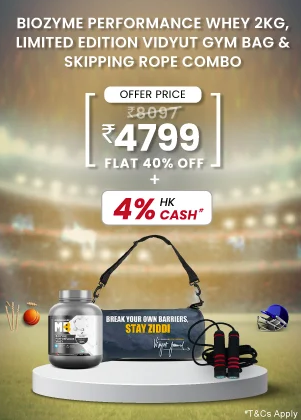 BIOZYME PERFORMANCE WHEY 2KG,
LIMITED EDITION VIDYUT GYM BAG &
SKIPPING ROPE COMBO
OFFER PRICE
₹8097
₹4799
FLAT 40% OFF
+
4% HK
CASH*
BREAK YOUR OWN BARRIERS.
STAY ZIDDI
MB
*T&Cs Apply